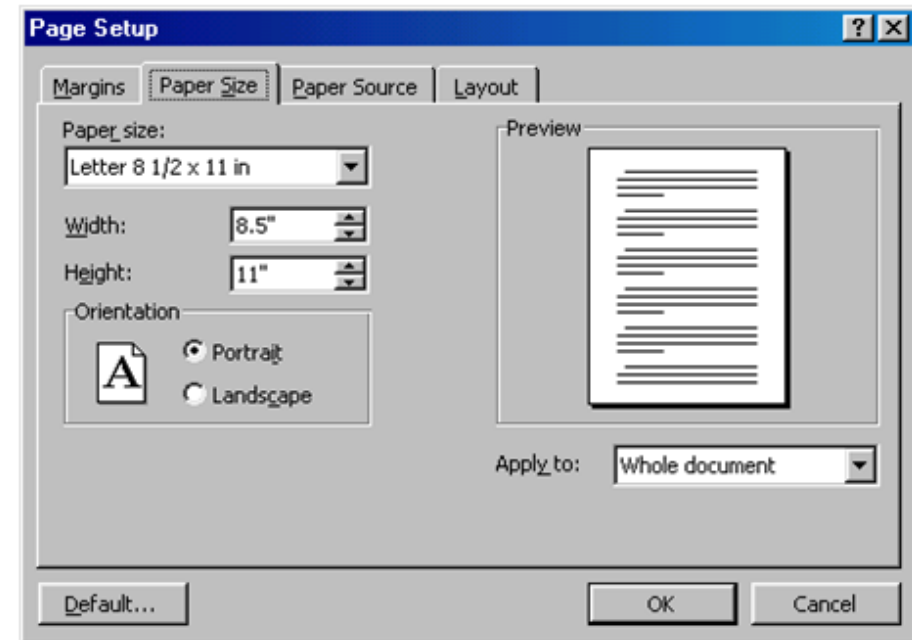 Page Setup
Margins Paper Size Paper Source Layout
Paper size:
Letter 8 1/2 x 11 in
Width: 8.5"
Height: 11"
Orientation
A
Portrait
Landscape
Preview
Apply to: Whole document
Default... OK Cancel